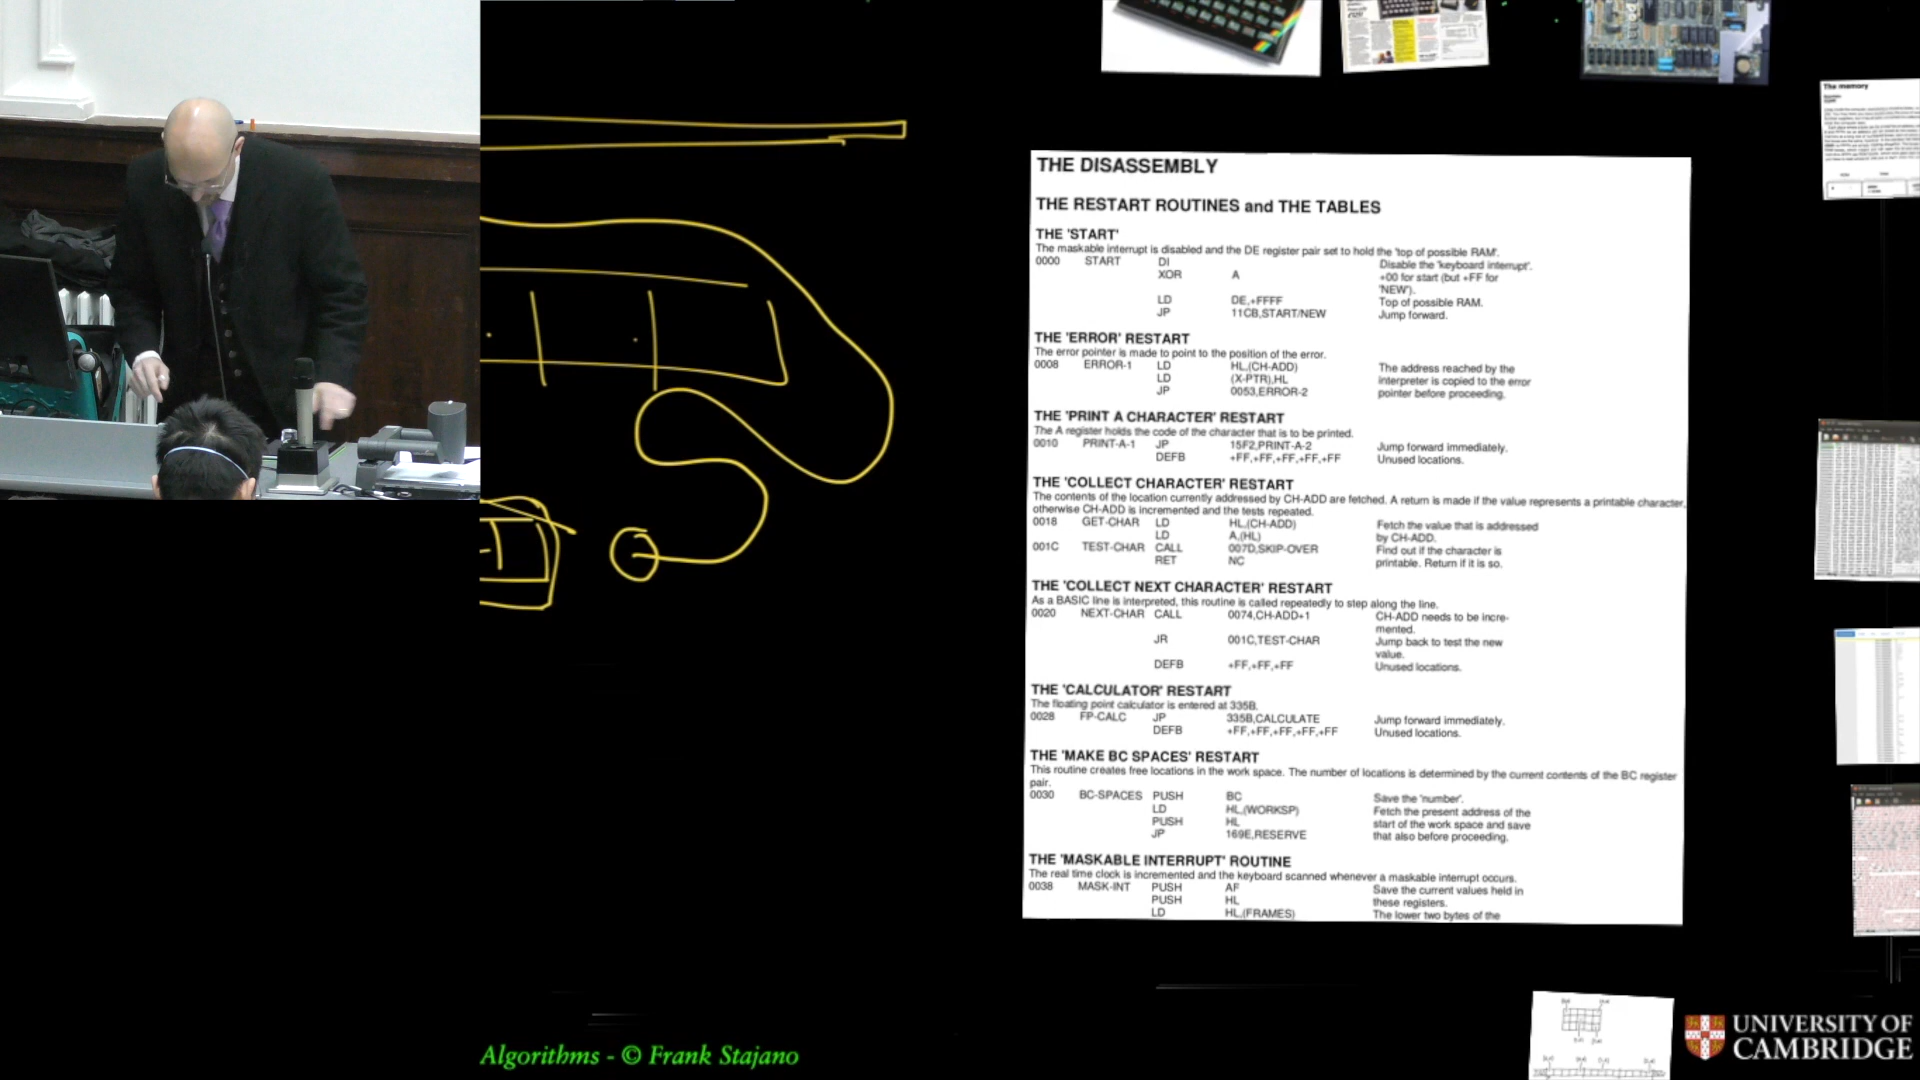 The memory
THE DISASSEMBLY
THE RESTART ROUTINES and THE TABLES
THE 'START'
The maskable interrupt is disabled and the DE register pair set to hold the 'top of possible RAM'.
0000 START DI Disable the 'keyboard interrupt'.
XOR A +00 for start (but +FF for
'NEW').
LD DE,+FFFF Top of possible RAM.
JP 11CB,START/NEW Jump forward.
THE 'ERROR' RESTART
The error pointer is made to point to the position of the error.
0008 ERROR-1 LD HL,(CH-ADD) The address reached by the
LD (X-PTR),HL interpreter is copied to the error
JP 0053,ERROR-2 pointer before proceeding.
THE 'PRINT A CHARACTER' RESTART
The A register holds the code of the character that is to be printed.
0010 PRINT-A-1 JP 15F2,PRINT-A-2 Jump forward immediately.
DEFB +FF,+FF,+FF,+FF,+FF Unused locations.
THE 'COLLECT CHARACTER' RESTART
The contents of the location currently addressed by CH-ADD are fetched. A return is made if the value represents a printable character,
otherwise CH-ADD is incremented and the tests repeated.
0018 GET-CHAR LD HL,(CH-ADD) Fetch the value that is addressed
LD A,(HL) by CH-ADD.
001C TEST-CHAR CALL 007D,SKIP-OVER Find out if the character is
RET NC printable. Return if it is so.
THE 'COLLECT NEXT CHARACTER' RESTART
As a BASIC line is interpreted, this routine is called repeatedly to step along the line.
0020 NEXT-CHAR CALL 0074,CH-ADD+1 CH-ADD needs to be incre-
mented.
JR 001C,TEST-CHAR Jump back to test the new
value.
DEFB +FF,+FF,+FF Unused locations.
THE 'CALCULATOR' RESTART
The floating point calculator is entered at 335B.
0028 FP-CALC JP 335B,CALCULATE Jump forward immediately.
DEFB +FF,+FF,+FF,+FF,+FF Unused locations.
THE 'MAKE BC SPACES' RESTART
This routine creates free locations in the work space. The number of locations is determined by the current contents of the BC register
pair.
0030 BC-SPACES PUSH BC Save the 'number'.
LD HL,(WORKSP) Fetch the present address of the
PUSH HL start of the work space and save
JP 169E,RESERVE that also before proceeding.
THE 'MASKABLE INTERRUPT' ROUTINE
The real time clock is incremented and the keyboard scanned whenever a maskable interrupt occurs.
0038 MASK-INT PUSH AF Save the current values held in
PUSH HL these registers.
LD HL,(FRAMES) The lower two bytes of the
Algorithms - © Frank Stajano
UNIVERSITY OF
CAMBRIDGE